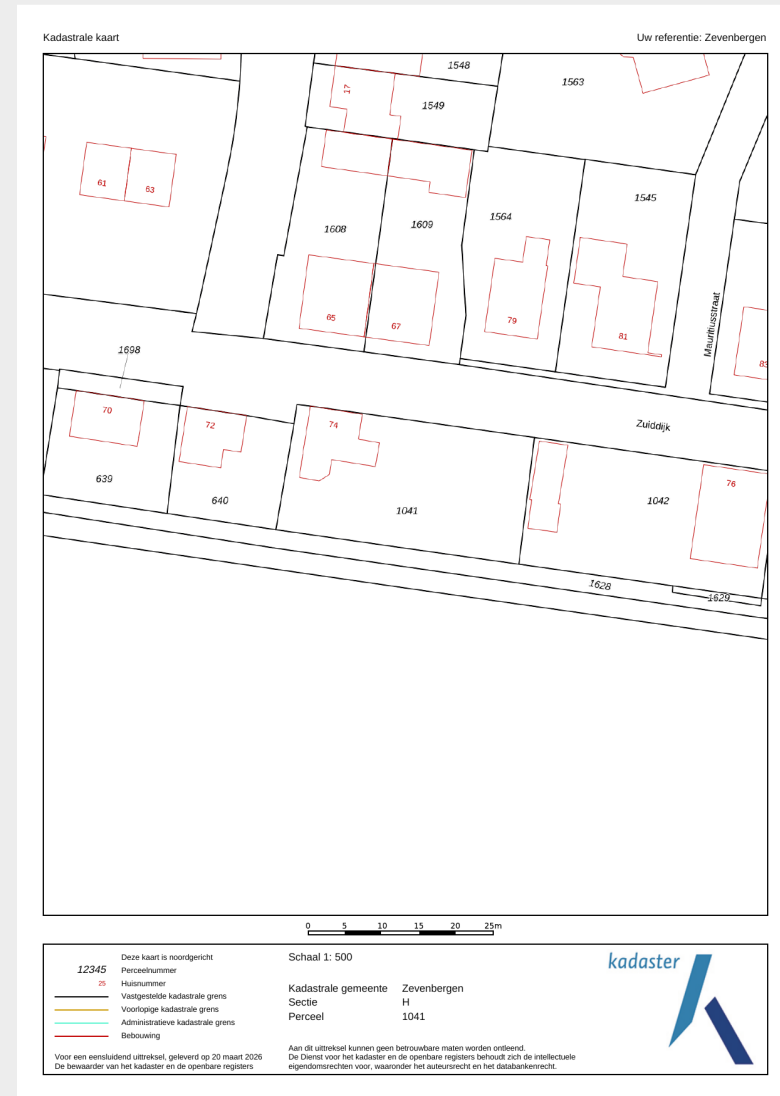 Kadastrale kaart
Uw referentie: Zevenbergen
1548
1563
17
1549
61
63
1545
1564
1609
1608
65
67
79
81
Mauritiusstraat
83
1698
70
72
74
Zuiddijk
76
639
640
1041
1042
1628
1629
0 5 10 15 20 25m
Deze kaart is noordgericht
12345 Perceelnummer
25 Huisnummer
Vastgestelde kadastrale grens
Voorlopige kadastrale grens
Administratieve kadastrale grens
Bebouwing
Voor een eensluidend uittreksel, geleverd op 20 maart 2026
De bewaarder van het kadaster en de openbare registers
Schaal 1: 500
Kadastrale gemeente Zevenbergen
Sectie H
Perceel 1041
Aan dit uittreksel kunnen geen betrouwbare maten worden ontleend.
De Dienst voor het kadaster en de openbare registers behoudt zich de intellectuele
eigendomsrechten voor, waaronder het auteursrecht en het databankenrecht.
kadaster